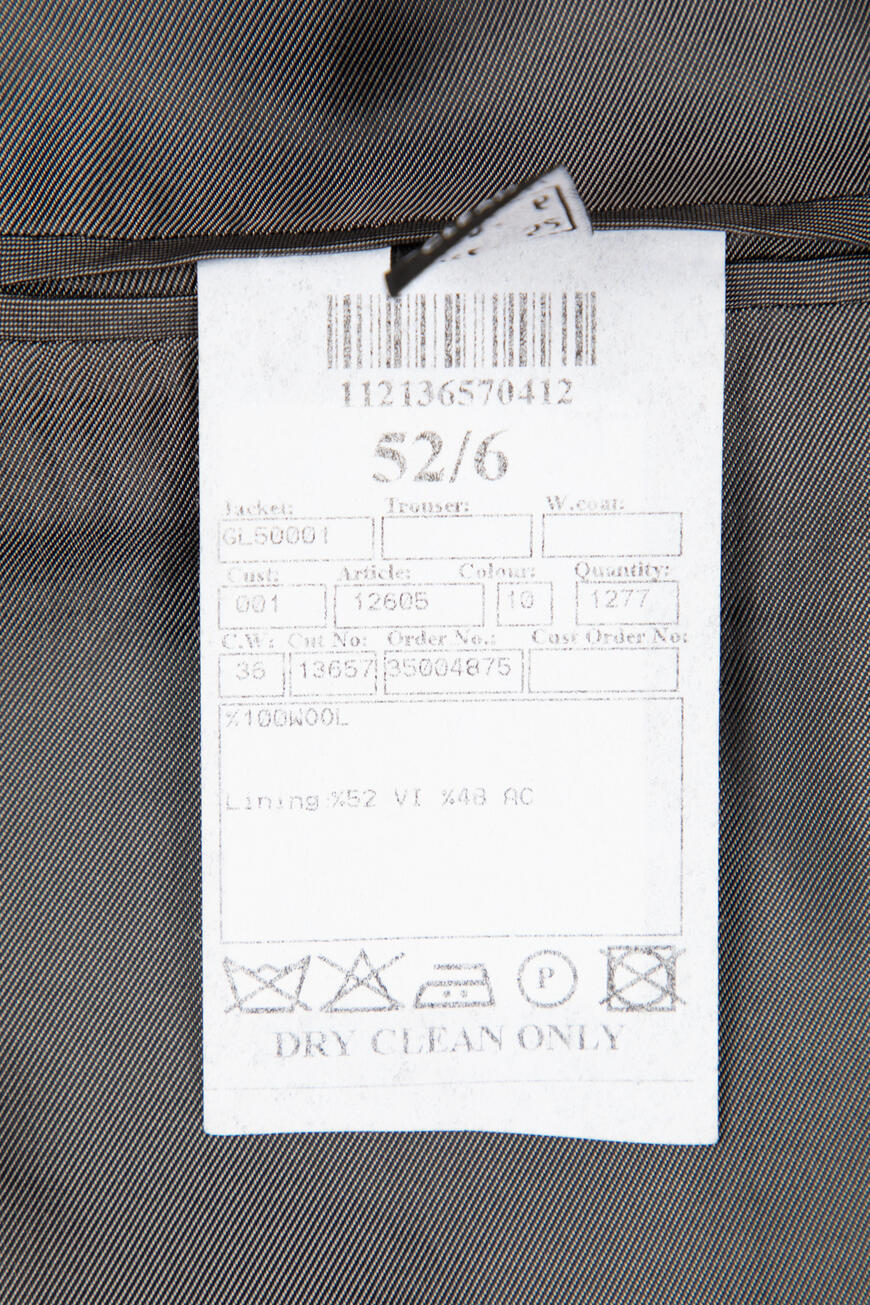 112136570412
52/6
Jacket: Trouser: W.coat:
GL50001
Cust: Article: Colour: Quantity:
001 12605 10 1277
C.W: Cut No: Order No.: Cust Order No:
36 13657 35004875
%100WOOL
Lining:%52 VI %48 AC
P
DRY CLEAN ONLY